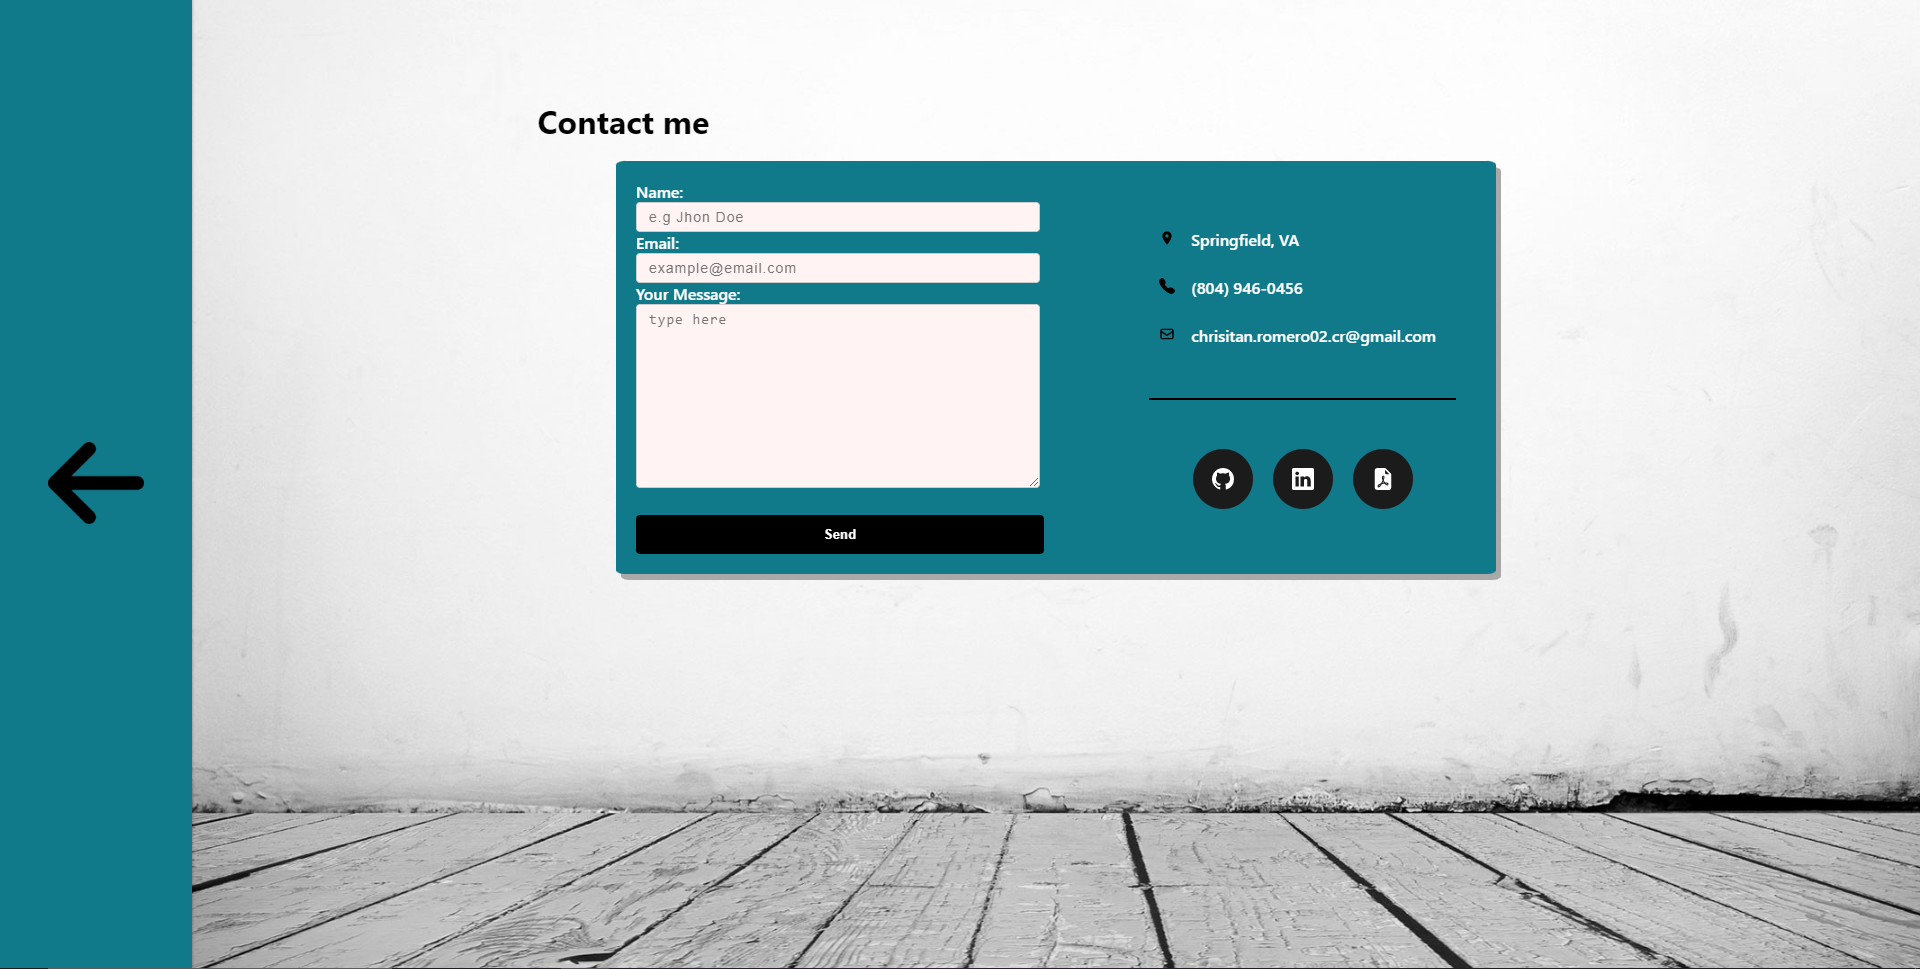 Contact me
Name:
e.g Jhon Doe
Email:
example@email.com
Your Message:
type here
Send
Springfield, VA
(804) 946-0456
chrisitan.romero02.cr@gmail.com
in